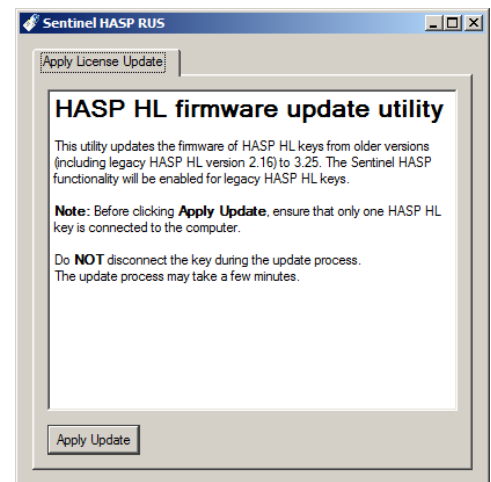 Sentinel HASP RUS
Apply License Update
HASP HL firmware update utility
This utility updates the firmware of HASP HL keys from older versions
(including legacy HASP HL version 2.16) to 3.25. The Sentinel HASP
functionality will be enabled for legacy HASP HL keys.
Note: Before clicking Apply Update, ensure that only one HASP HL
key is connected to the computer.
Do NOT disconnect the key during the update process.
The update process may take a few minutes.
Apply Update